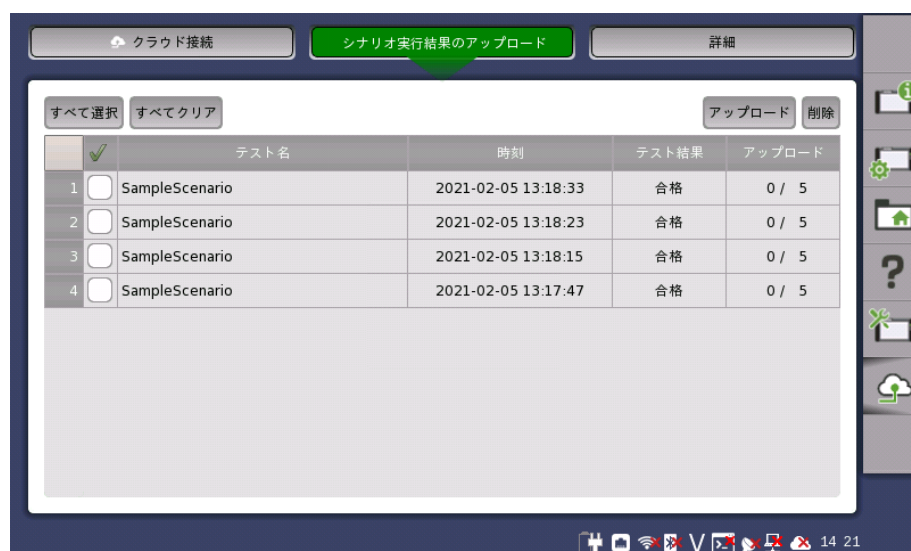 クラウド接続 シナリオ実行結果のアップロード 詳細
すべて選択 すべてクリア アップロード 削除
テスト名 時刻 テスト結果 アップロード
1 SampleScenario 2021-02-05 13:18:33 合格 0 / 5
2 SampleScenario 2021-02-05 13:18:23 合格 0 / 5
3 SampleScenario 2021-02-05 13:18:15 合格 0 / 5
4 SampleScenario 2021-02-05 13:17:47 合格 0 / 5
V 14 21